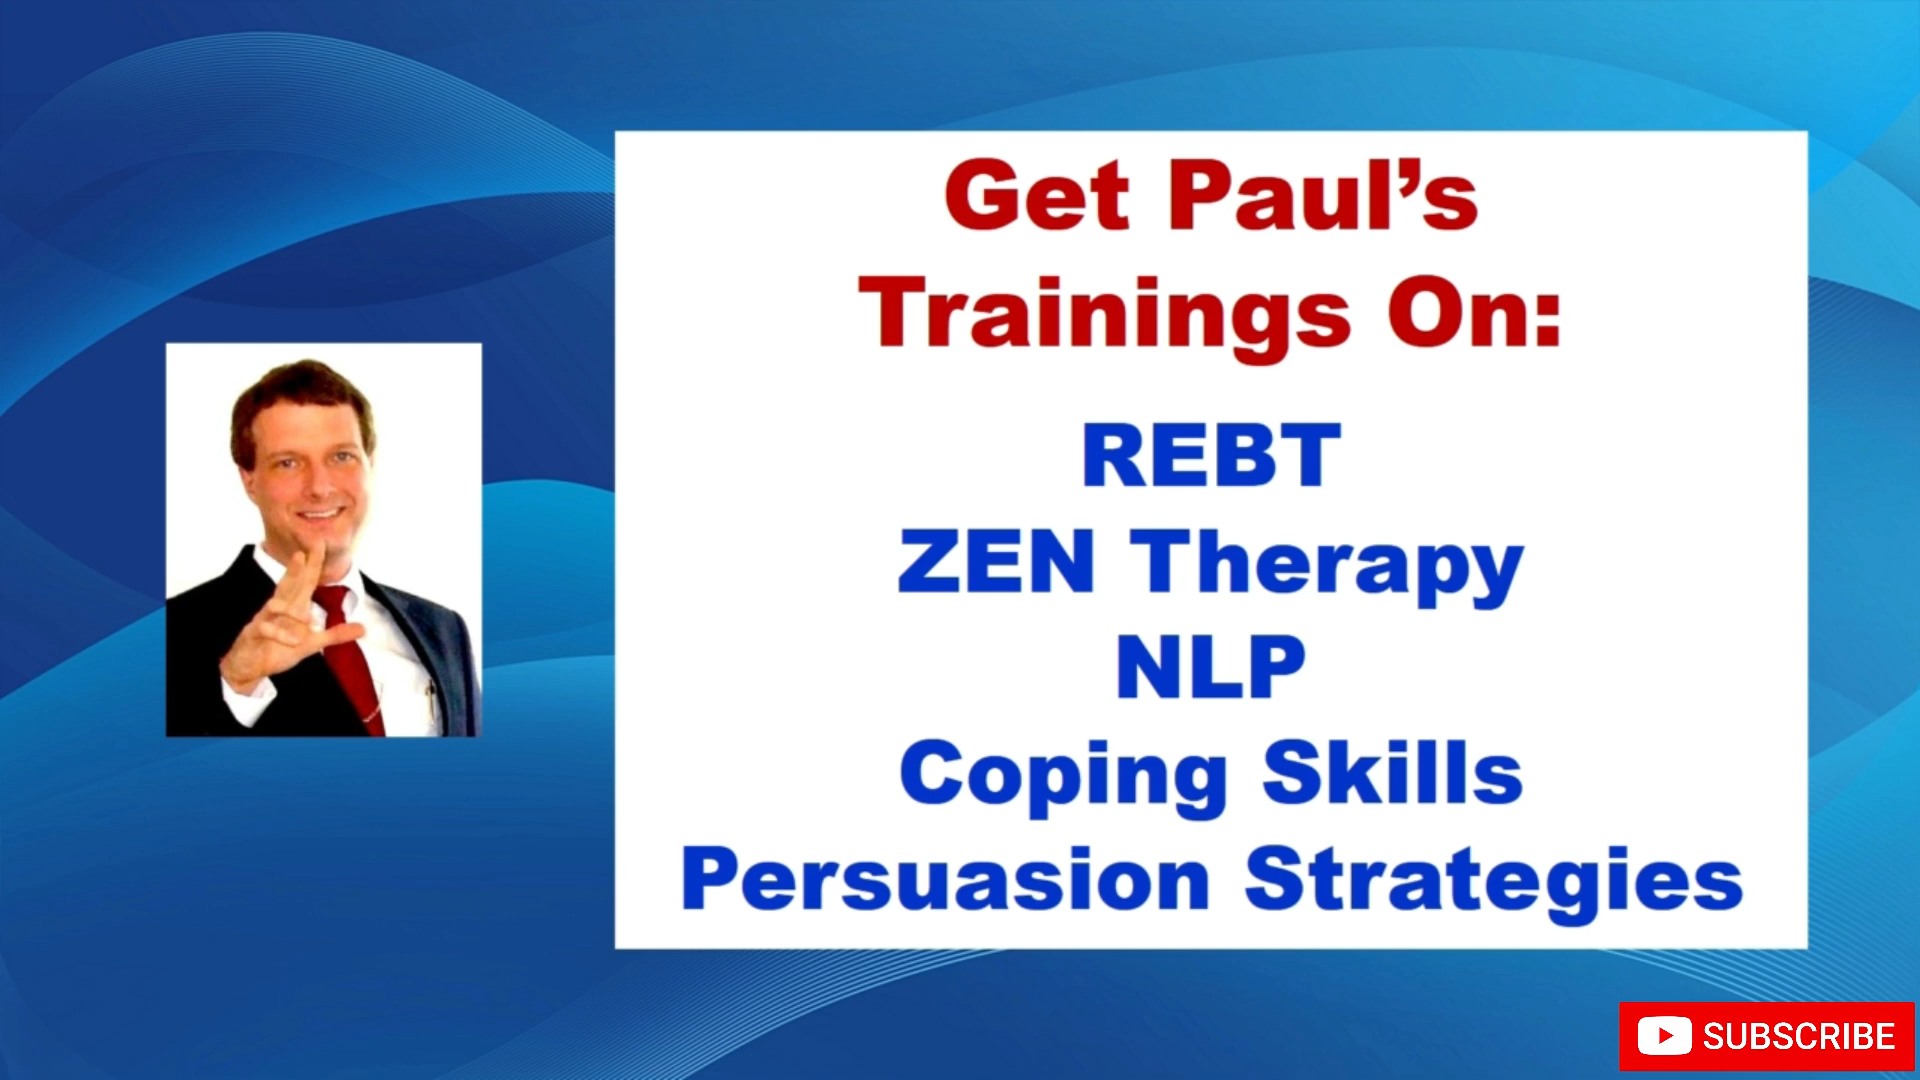 Get Paul’s
Trainings On:
REBT
ZEN Therapy
NLP
Coping Skills
Persuasion Strategies
SUBSCRIBE